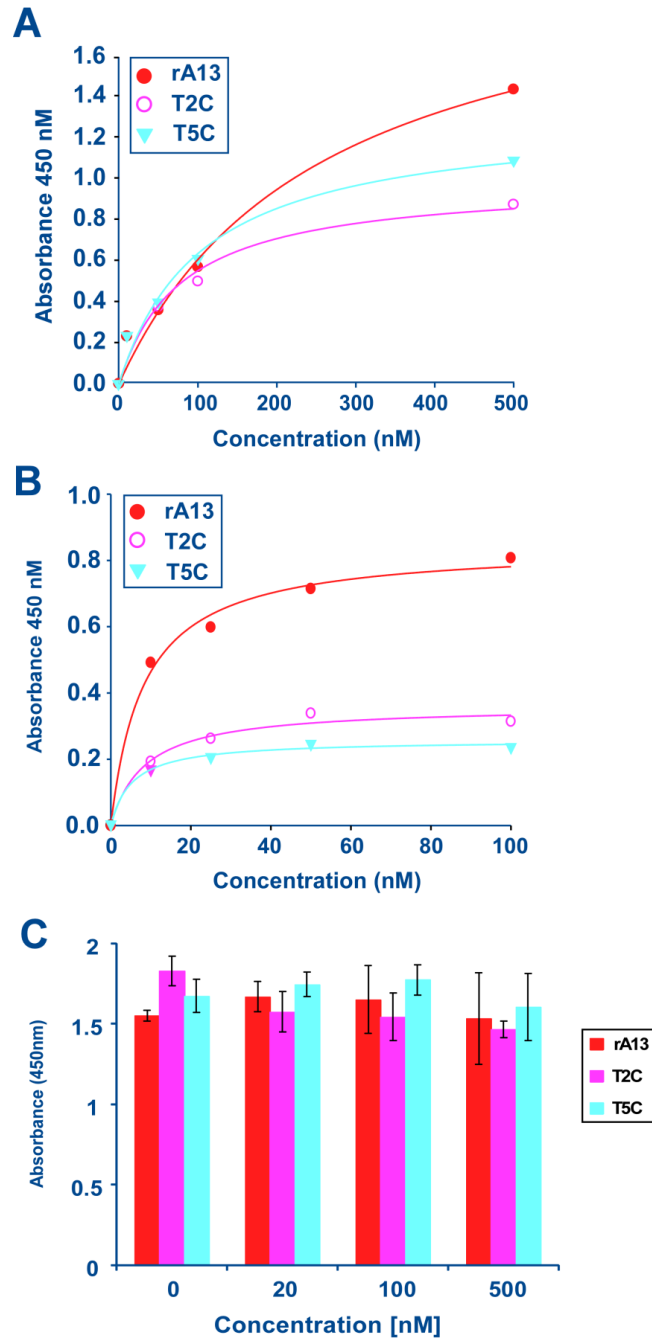 A
1.6
1.4
1.2
1.0
0.8
0.6
0.4
0.2
0.0
Absorbance 450 nM
rA13
T2C
T5C
0 100 200 300 400 500
Concentration (nM)
B
1.0
0.8
0.6
0.4
0.2
0.0
Absorbance 450 nM
rA13
T2C
T5C
0 20 40 60 80 100
Concentration (nM)
C
2
1.5
1
0.5
0
Absorbance (450nm)
rA13
T2C
T5C
0 20 100 500
Concentration [nM]